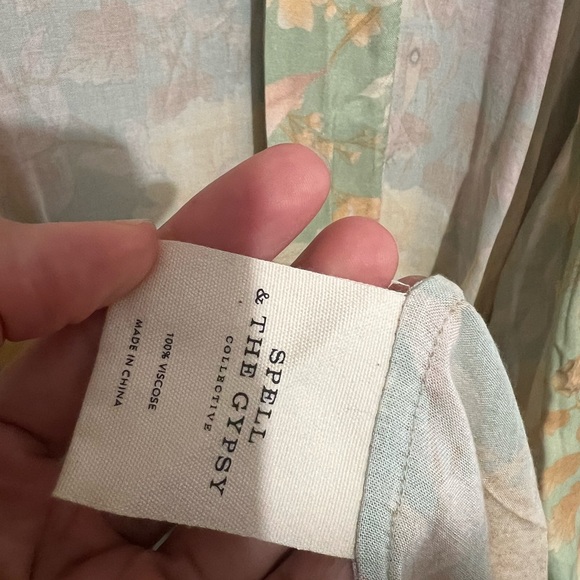 SPELL
& THE GYPSY
COLLECTIVE
100% VISCOSE
MADE IN CHINA